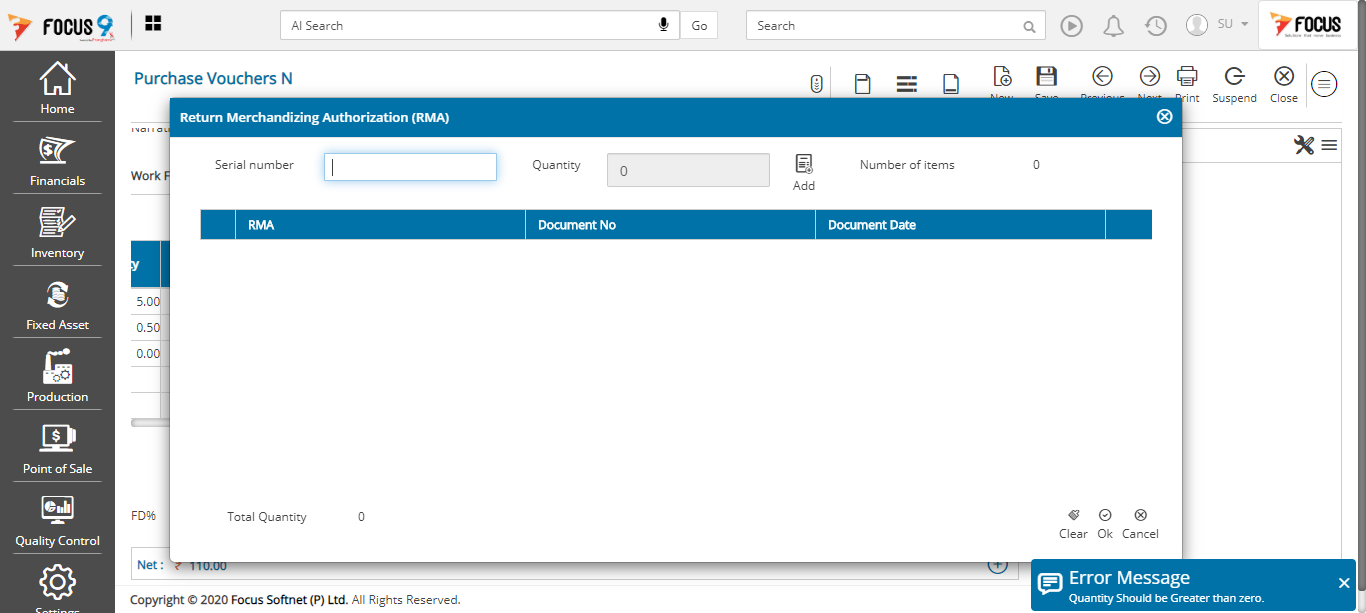 FOCUS 9
AI Search
Go
Search
SU
FOCUS
Home
Financials
Inventory
Fixed Asset
Production
Point of Sale
Quality Control
Settings
Purchase Vouchers N
New
Save
Previous
Next
Print
Suspend
Close
Work F
Return Merchandizing Authorization (RMA)
Serial number
Quantity
0
Add
Number of items
0
RMA
Document No
Document Date
ty
5.00
0.50
0.00
Total Quantity
0
Clear
Ok
Cancel
FD%
Net : ₹ 110.00
Error Message
Quantity Should be Greater than zero.
Copyright © 2020 Focus Softnet (P) Ltd. All Rights Reserved.